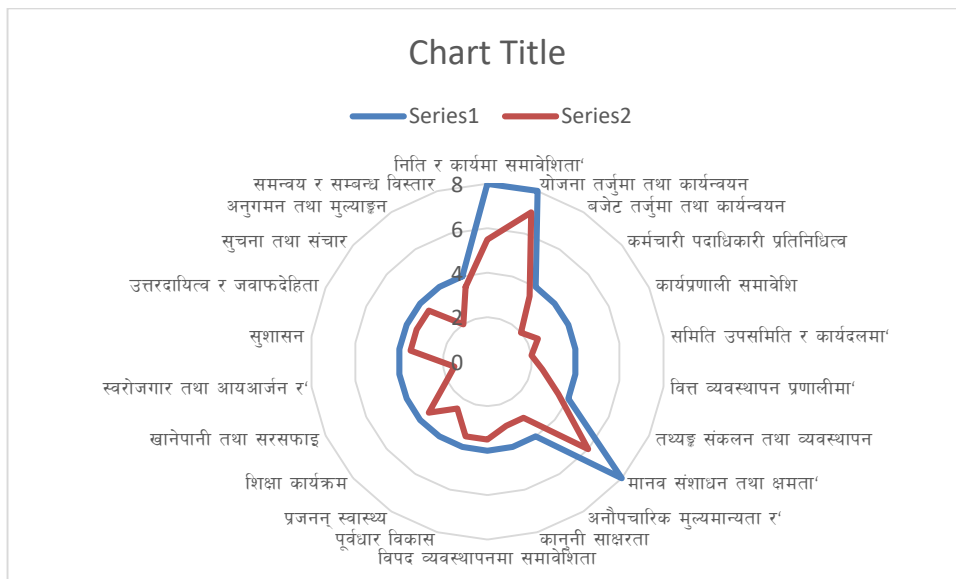 Chart Title
Series1 Series2
निति र कार्यमा समावेशिता‘
योजना तर्जुमा तथा कार्यन्वयन
बजेट तर्जुमा तथा कार्यन्वयन
कर्मचारी पदाधिकारी प्रतिनिधित्व
कार्यप्रणाली समावेशि
समिति उपसमिति र कार्यदलमा‘
वित्त व्यवस्थापन प्रणालीमा‘
तथ्यङ्क संकलन तथा व्यवस्थापन
मानव संशाधन तथा क्षमता‘
अनौपचारिक मुल्यमान्यता र‘
कानुनी साक्षरता
विपद व्यवस्थापनमा समावेशिता
पूर्वधार विकास
प्रजनन् स्वास्थ्य
शिक्षा कार्यक्रम
खानेपानी तथा सरसफाइ
स्वरोजगार तथा आयआर्जन र‘
सुशासन
उत्तरदायित्व र जवाफदेहिता
सुचना तथा संचार
अनुगमन तथा मुल्याङ्कन
समन्वय र सम्बन्ध बिस्तार
8
6
4
2
0